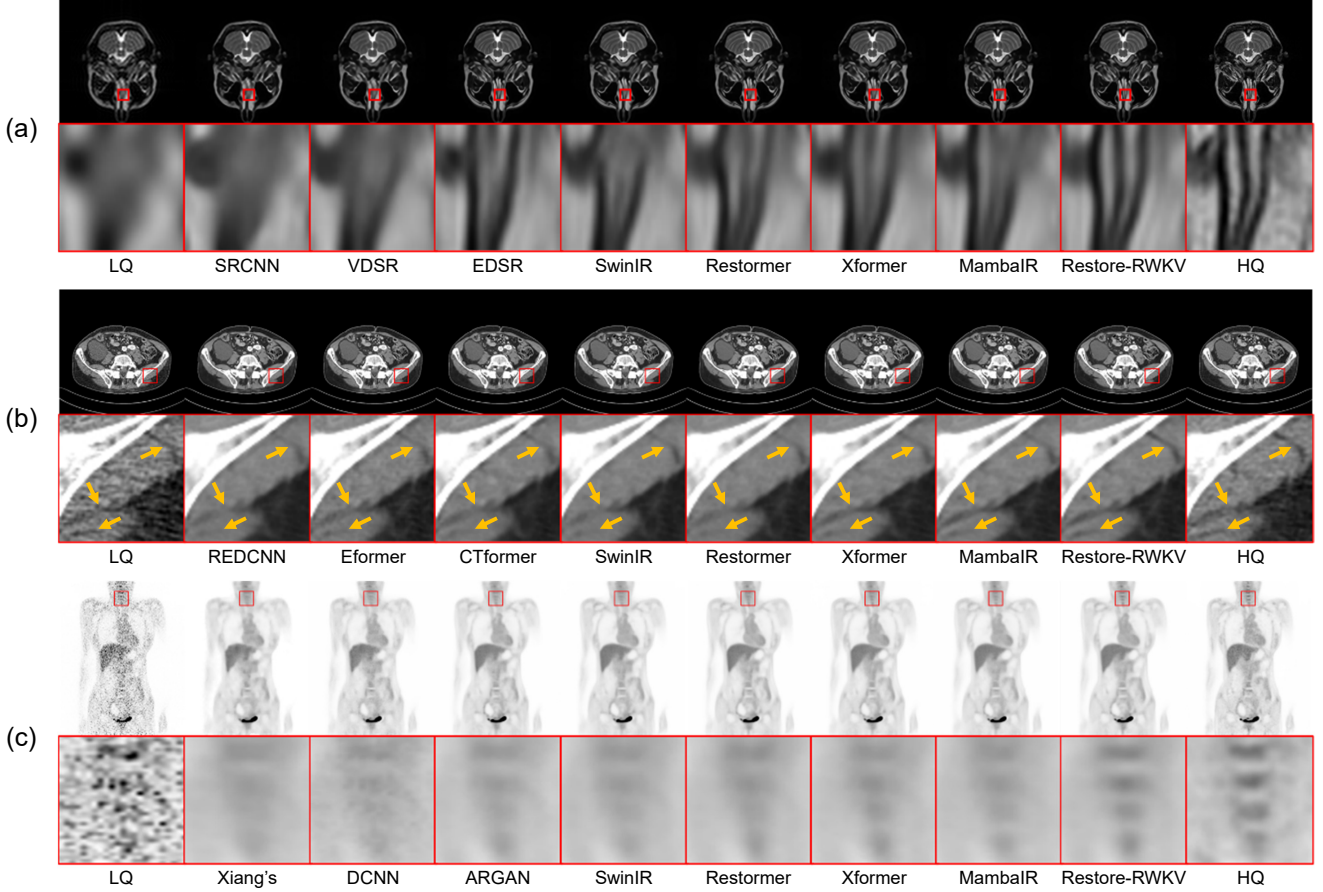 (a)
LQ SRCNN VDSR EDSR SwinIR Restormer Xformer MambaIR Restore-RWKV HQ
(b)
LQ REDCNN Eformer CTformer SwinIR Restormer Xformer MambaIR Restore-RWKV HQ
(c)
LQ Xiang's DCNN ARGAN SwinIR Restormer Xformer MambaIR Restore-RWKV HQ